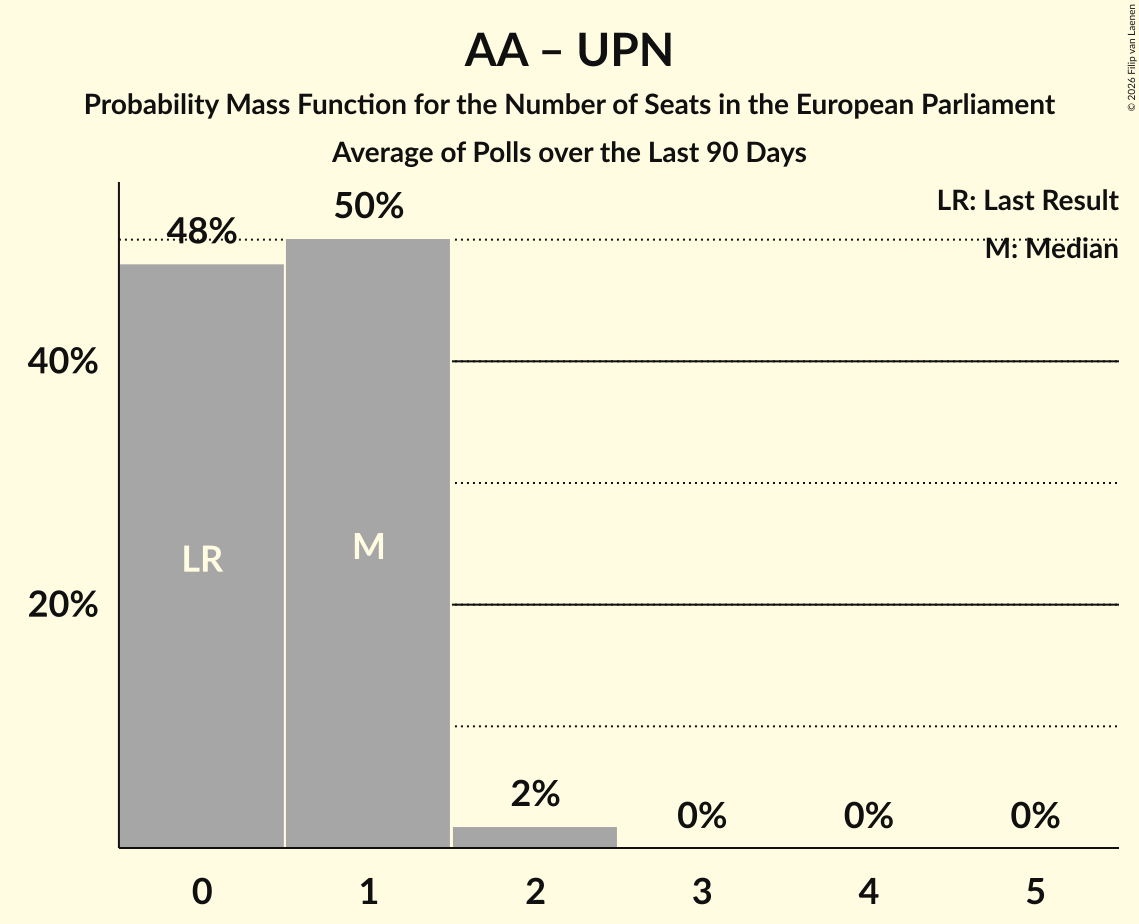 AA – UPN
Probability Mass Function for the Number of Seats in the European Parliament
Average of Polls over the Last 90 Days
© 2026 Filip van Laenen
LR: Last Result
M: Median
48%
50%
40%
20%
LR
M
2%
0%
0%
0%
0
1
2
3
4
5